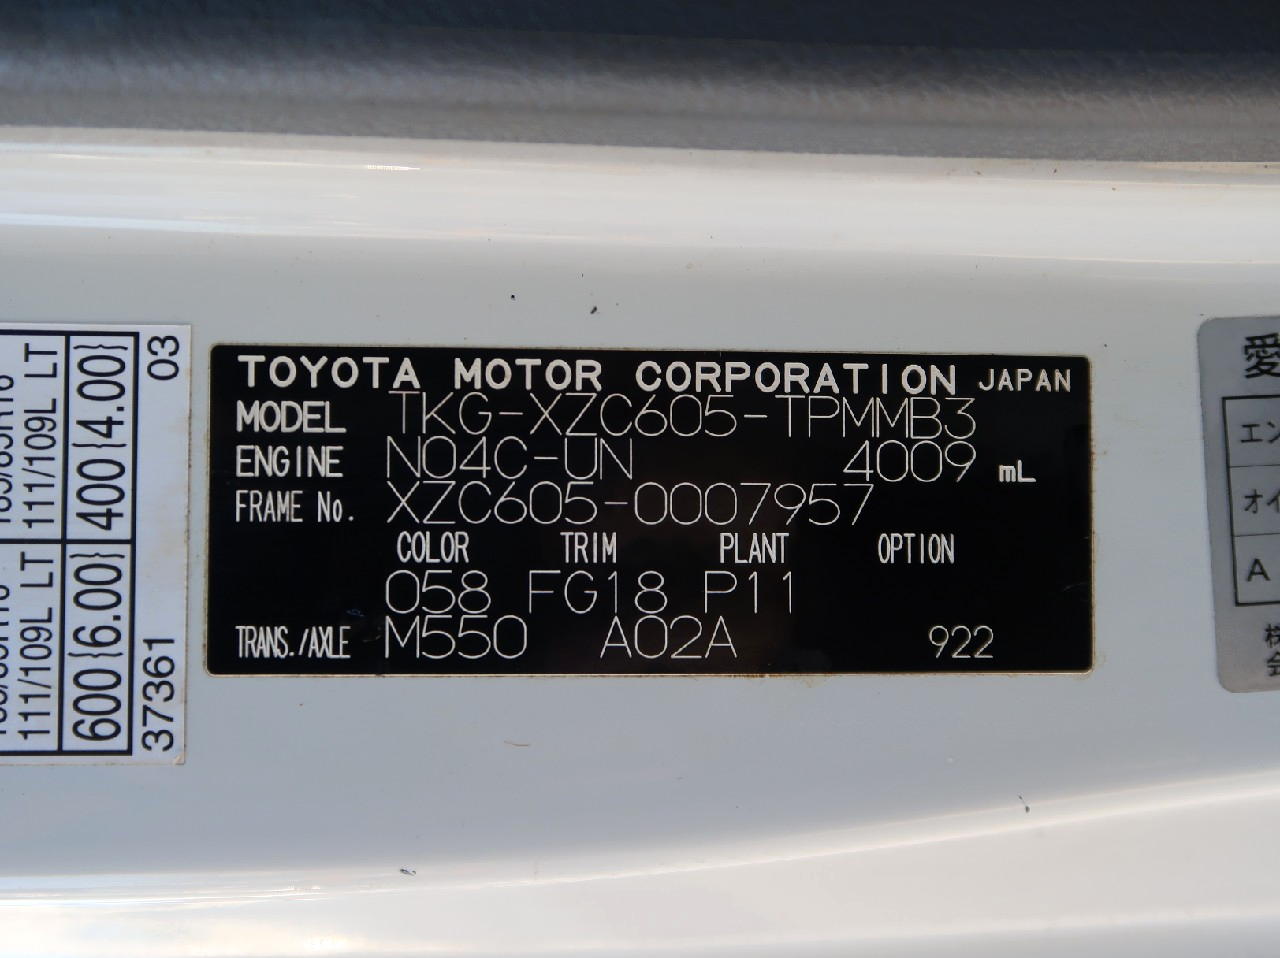 TOYOTA MOTOR CORPORATION JAPAN
MODEL TKG-XZC605-TPMMB3
ENGINE N04C-UN 4009 mL
FRAME No. XZC605-0007957
COLOR TRIM PLANT OPTION
058 FG18 P11
TRANS./AXLE M550 A02A 922
111/109L LT 111/109L LT
600{6.00} 400{4.00}
37361 03
愛
エン
オイ
A